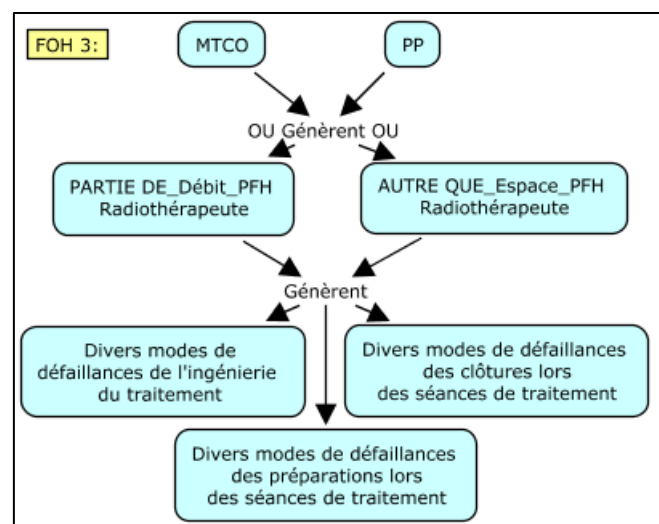 FOH 3:
MTCO
PP
OU Génèrent OU
PARTIE DE_Débit_PFH
Radiothérapeute
AUTRE QUE_Espace_PFH
Radiothérapeute
Génèrent
Divers modes de
défaillances de l'ingénierie
du traitement
Divers modes de défaillances
des clôtures lors
des séances de traitement
Divers modes de défaillances
des préparations lors
des séances de traitement